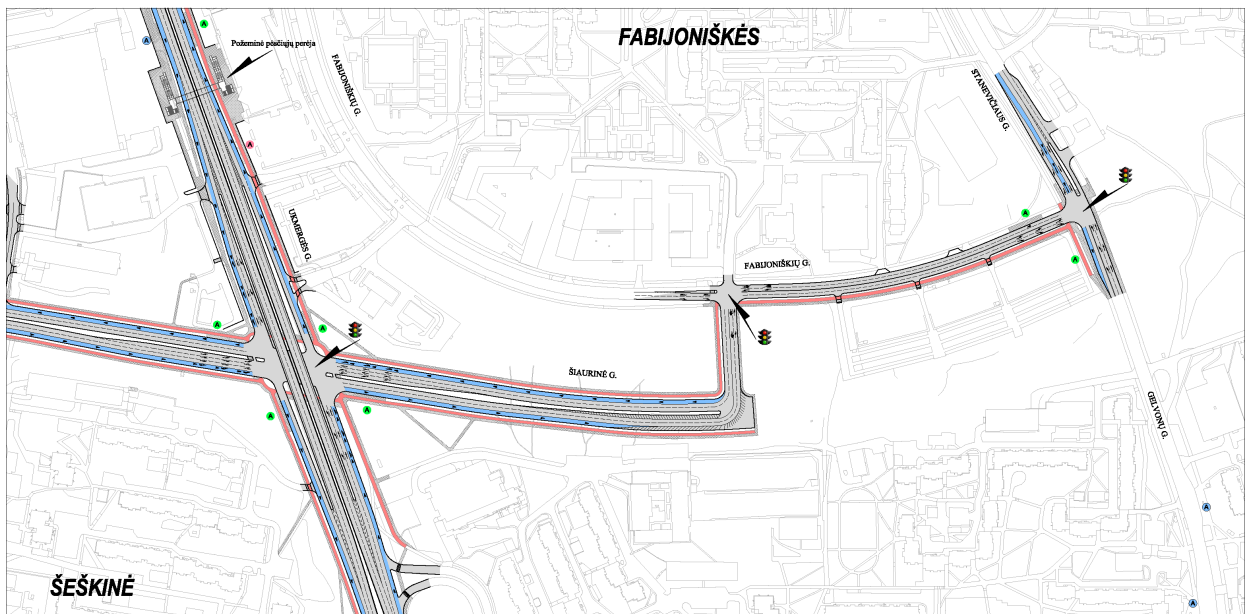 FABIJONIŠKĖS
A
A
Požeminė pėsčiųjų perėja
FABIJONIŠKIŲ G.
STANEVIČIAUS G.
A
A
UKMERGĖS G.
A
FABIJONIŠKIŲ G.
A
A
ŠIAURINĖ G.
A
A
GELVONŲ G.
A
ŠEŠKINĖ
A